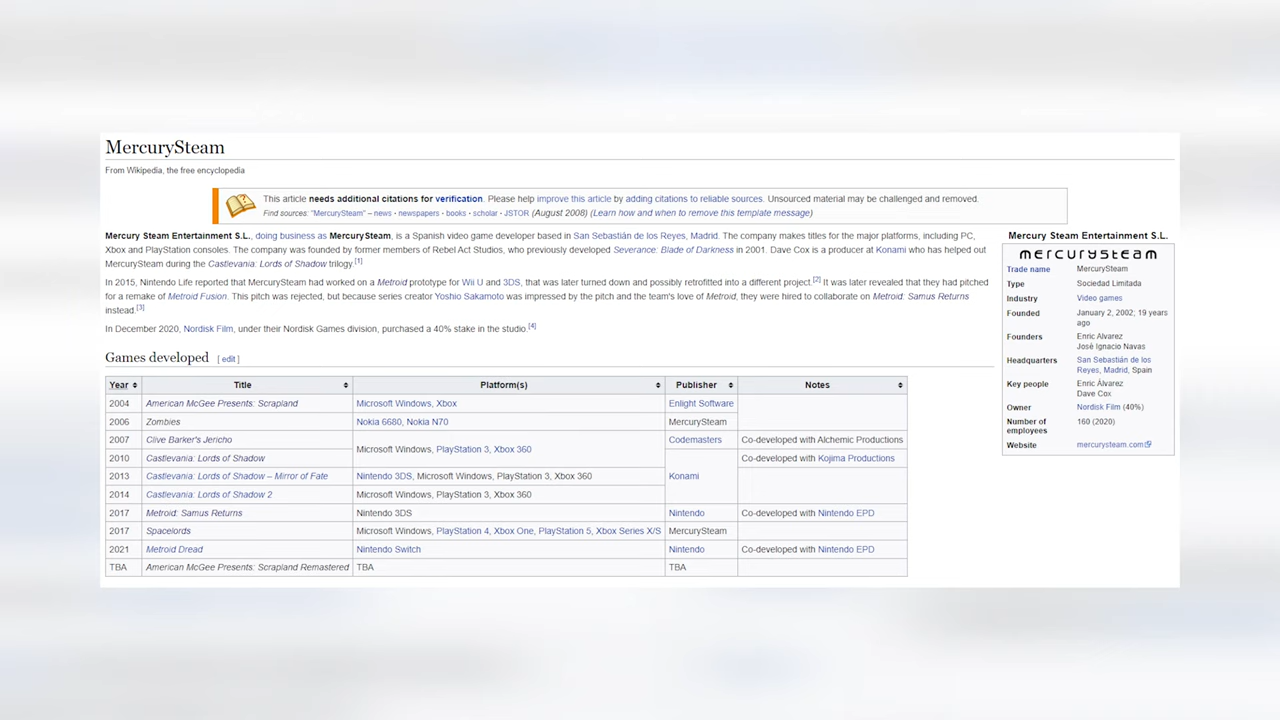 MercurySteam
From Wikipedia, the free encyclopedia
This article needs additional citations for verification. Please help improve this article by adding citations to reliable sources. Unsourced material may be challenged and removed.
Find sources: "MercurySteam" – news · newspapers · books · scholar · JSTOR (August 2008) (Learn how and when to remove this template message)
Mercury Steam Entertainment S.L., doing business as MercurySteam, is a Spanish video game developer based in San Sebastián de los Reyes, Madrid. The company makes titles for the major platforms, including PC,
Xbox and PlayStation consoles. The company was founded by former members of Rebel Act Studios, who previously developed Severance: Blade of Darkness in 2001. Dave Cox is a producer at Konami who has helped out
MercurySteam during the Castlevania: Lords of Shadow trilogy.[1]
In 2015, Nintendo Life reported that MercurySteam had worked on a Metroid prototype for Wii U and 3DS, that was later turned down and possibly retrofitted into a different project.[2] It was later revealed that they had pitched
for a remake of Metroid Fusion. This pitch was rejected, but because series creator Yoshio Sakamoto was impressed by the pitch and the team's love of Metroid, they were hired to collaborate on Metroid: Samus Returns
instead.[3]
In December 2020, Nordisk Film, under their Nordisk Games division, purchased a 40% stake in the studio.[4]
Mercury Steam Entertainment S.L.
mercurysteam
Trade name MercurySteam
Type Sociedad Limitada
Industry Video games
Founded January 2, 2002; 19 years
ago
Founders Enric Alvarez
José Ignacio Navas
Headquarters San Sebastián de los
Reyes, Madrid, Spain
Key people Enric Álvarez
Dave Cox
Owner Nordisk Film (40%)
Number of 160 (2020)
employees
Website mercurysteam.com
Games developed [ edit ]
Year Title Platform(s) Publisher Notes
2004 American McGee Presents: Scrapland Microsoft Windows, Xbox Enlight Software
2006 Zombies Nokia 6680, Nokia N70 MercurySteam
2007 Clive Barker's Jericho Microsoft Windows, PlayStation 3, Xbox 360 Codemasters Co-developed with Alchemic Productions
2010 Castlevania: Lords of Shadow Co-developed with Kojima Productions
2013 Castlevania: Lords of Shadow – Mirror of Fate Nintendo 3DS, Microsoft Windows, PlayStation 3, Xbox 360 Konami
2014 Castlevania: Lords of Shadow 2 Microsoft Windows, PlayStation 3, Xbox 360
2017 Metroid: Samus Returns Nintendo 3DS Nintendo Co-developed with Nintendo EPD
2017 Spacelords Microsoft Windows, PlayStation 4, Xbox One, PlayStation 5, Xbox Series X/S MercurySteam
2021 Metroid Dread Nintendo Switch Nintendo Co-developed with Nintendo EPD
TBA American McGee Presents: Scrapland Remastered TBA TBA